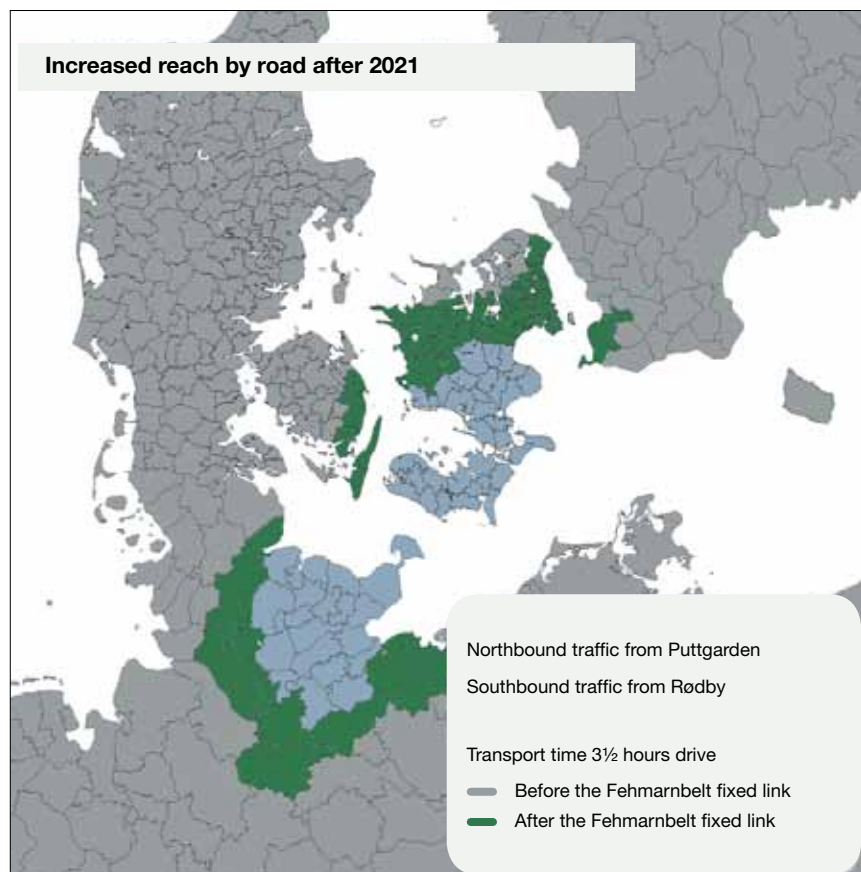 Increased reach by road after 2021
Northbound traffic from Puttgarden
Southbound traffic from Rødby
Transport time 3½ hours drive
Before the Fehmarnbelt fixed link
After the Fehmarnbelt fixed link